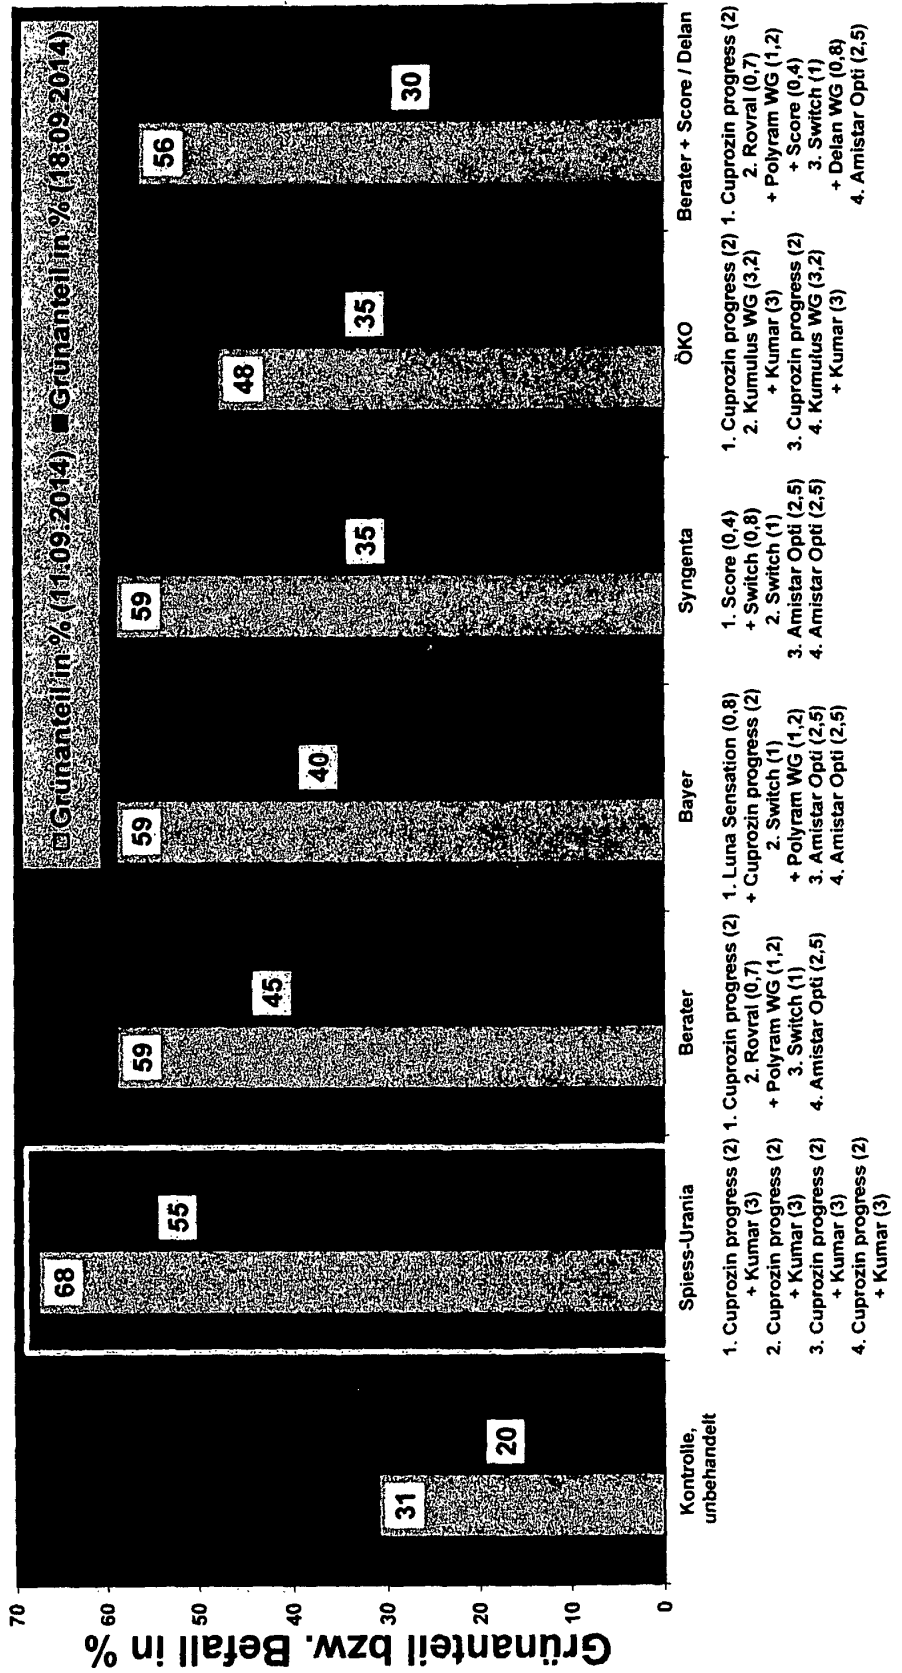 Grünanteil in % (11.09.2014) Grünanteil in % (18.09.2014)
Grünanteil bzw. Befall in %
70
60
50
40
30
20
10
0
31
20
68
55
59
45
59
40
59
35
48
35
56
30
Kontrolle,
unbehandelt
Spiess-Urania
1. Cuprozin progress (2)
+ Kumar (3)
2. Cuprozin progress (2)
+ Kumar (3)
3. Cuprozin progress (2)
+ Kumar (3)
4. Cuprozin progress (2)
+ Kumar (3)
Berater
1. Cuprozin progress (2)
2. Rovral (0,7)
+ Polyram WG (1,2)
3. Switch (1)
4. Amistar Opti (2,5)
Bayer
1. Luna Sensation (0,8)
+ Cuprozin progress (2)
2. Switch (1)
+ Polyram WG (1,2)
3. Amistar Opti (2,5)
4. Amistar Opti (2,5)
Syngenta
1. Score (0,4)
+ Switch (0,8)
2. Switch (1)
3. Amistar Opti (2,5)
4. Amistar Opti (2,5)
ÖKO
1. Cuprozin progress (2)
2. Kumulus WG (3,2)
+ Kumar (3)
3. Cuprozin progress (2)
4. Kumulus WG (3,2)
+ Kumar (3)
Berater + Score / Delan
1. Cuprozin progress (2)
2. Rovral (0,7)
+ Polyram WG (1,2)
+ Score (0,4)
3. Switch (1)
+ Delan WG (0,8)
4. Amistar Opti (2,5)